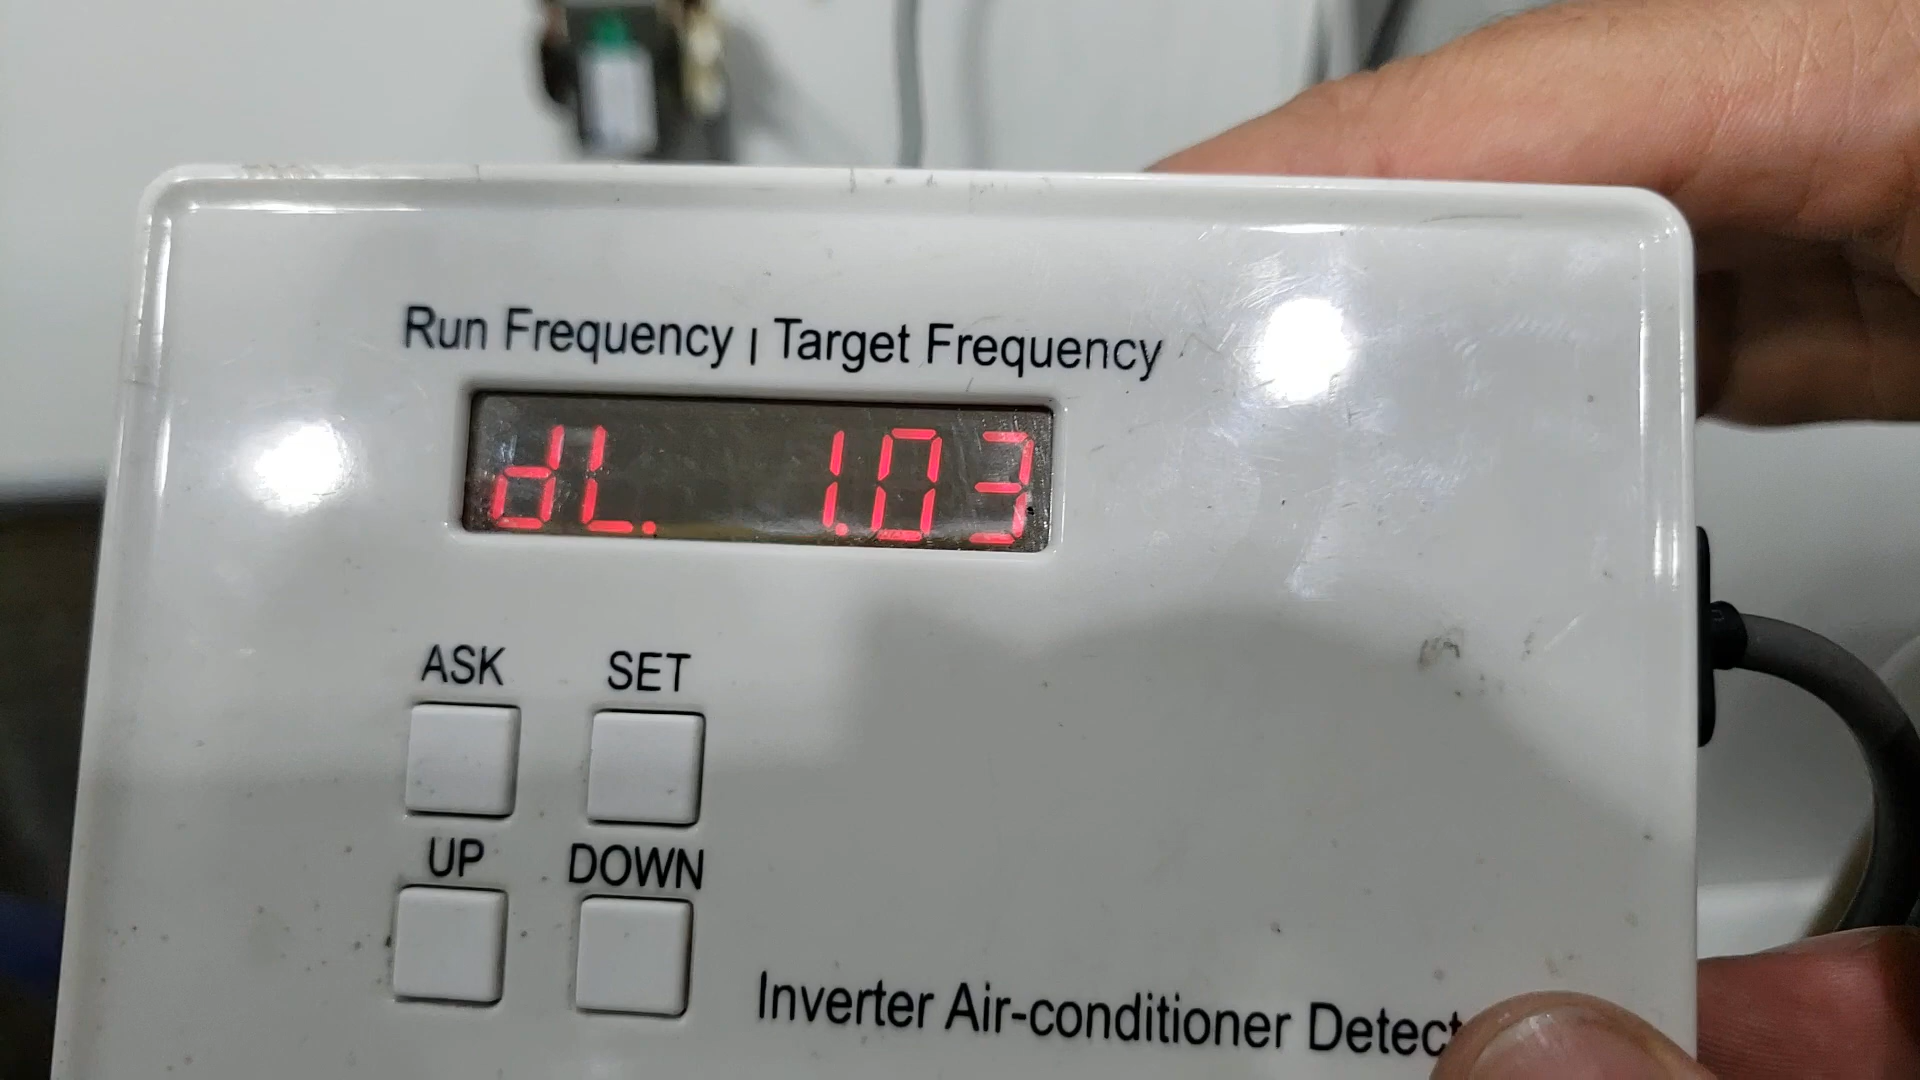 Run Frequency | Target Frequency
dL. 1.03
ASK SET
UP DOWN
Inverter Air-conditioner Detect